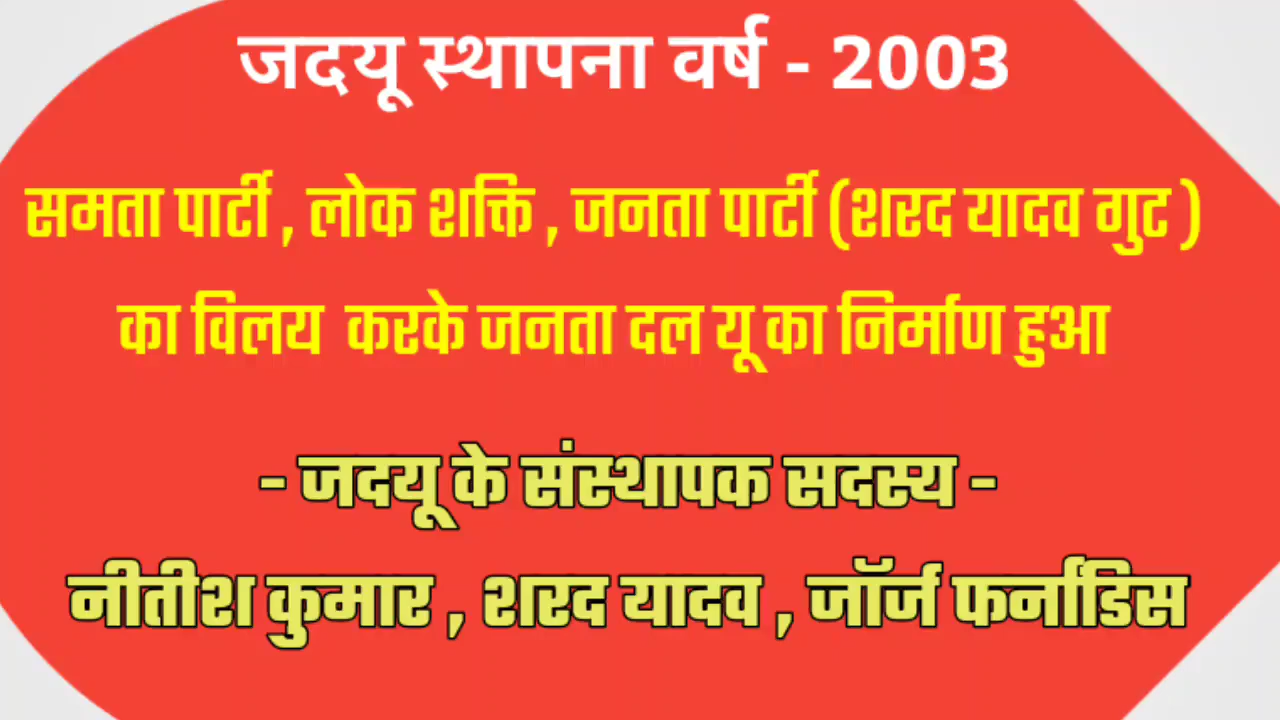 जदयू स्थापना वर्ष - 2003
समता पार्टी , लोक शक्ति , जनता पार्टी (शरद यादव गुट )
का विलय करके जनता दल यू का निर्माण हुआ
- जदयू के संस्थापक सदस्य -
नीतीश कुमार , शरद यादव , जॉर्ज फर्नांडिस